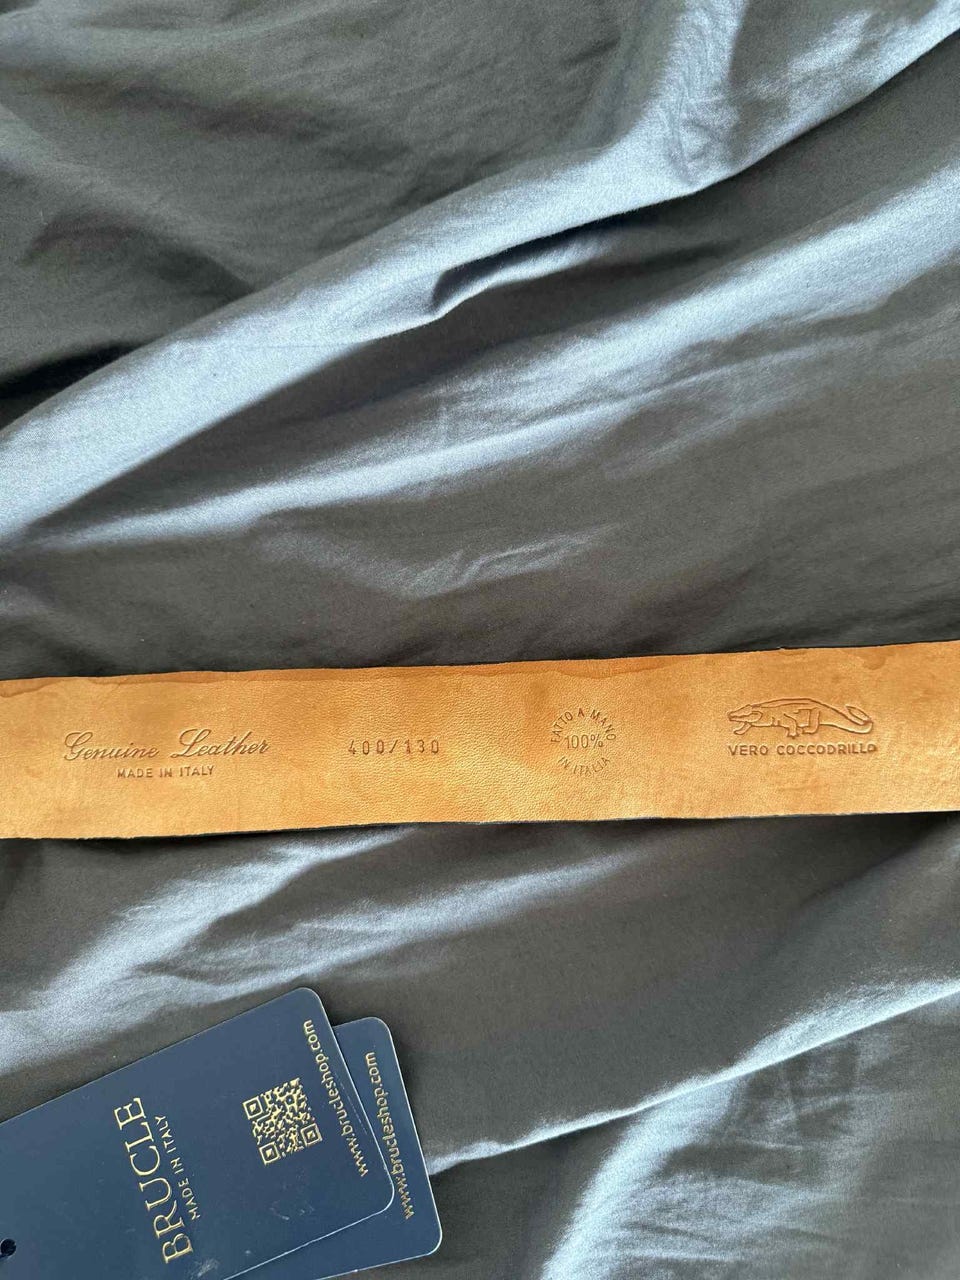 Genuine Leather
MADE IN ITALY
400/130
FATTO A MANO
100%
IN ITALIA
VERO COCCODRILLO
BRUCLE
MADE IN ITALY
www.brucleshop.com
www.brucleshop.com